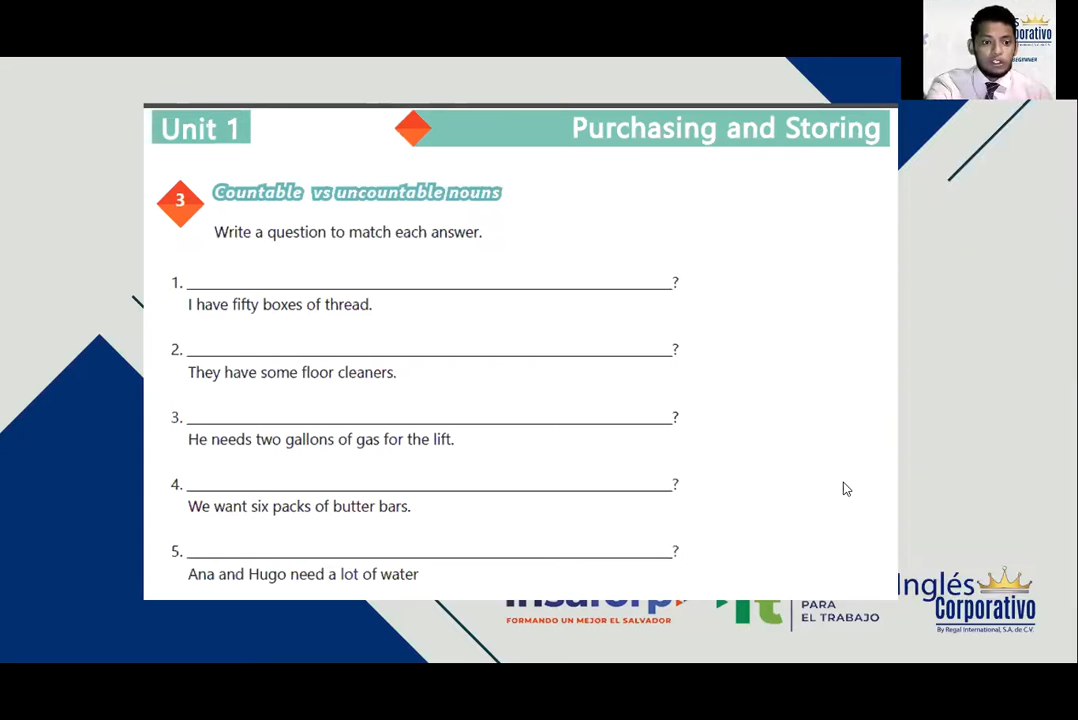 Unit 1
Purchasing and Storing
3
Countable vs uncountable nouns
Write a question to match each answer.
1. ?
I have fifty boxes of thread.
2. ?
They have some floor cleaners.
3. ?
He needs two gallons of gas for the lift.
4. ?
We want six packs of butter bars.
5. ?
Ana and Hugo need a lot of water
FORMANDO UN MEJOR EL SALVADOR
PARA
EL TRABAJO
Inglés
Corporativo
By Regal International, S.A. de C.V.